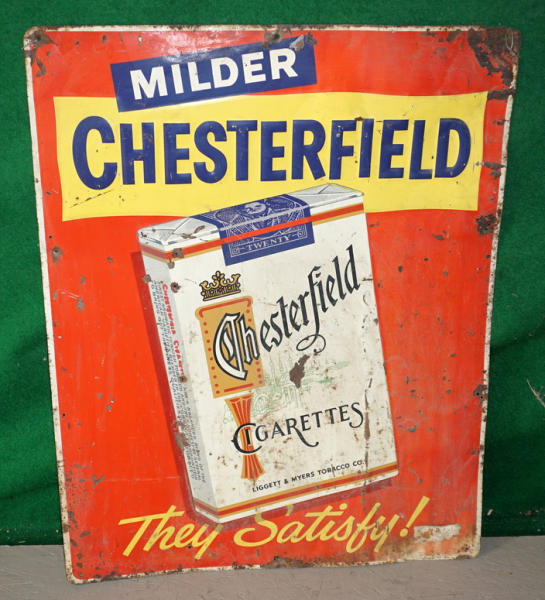 MILDER
CHESTERFIELD
TWENTY
Chesterfield
CIGARETTES
LIGGETT & MYERS TOBACCO CO.
They Satisfy!